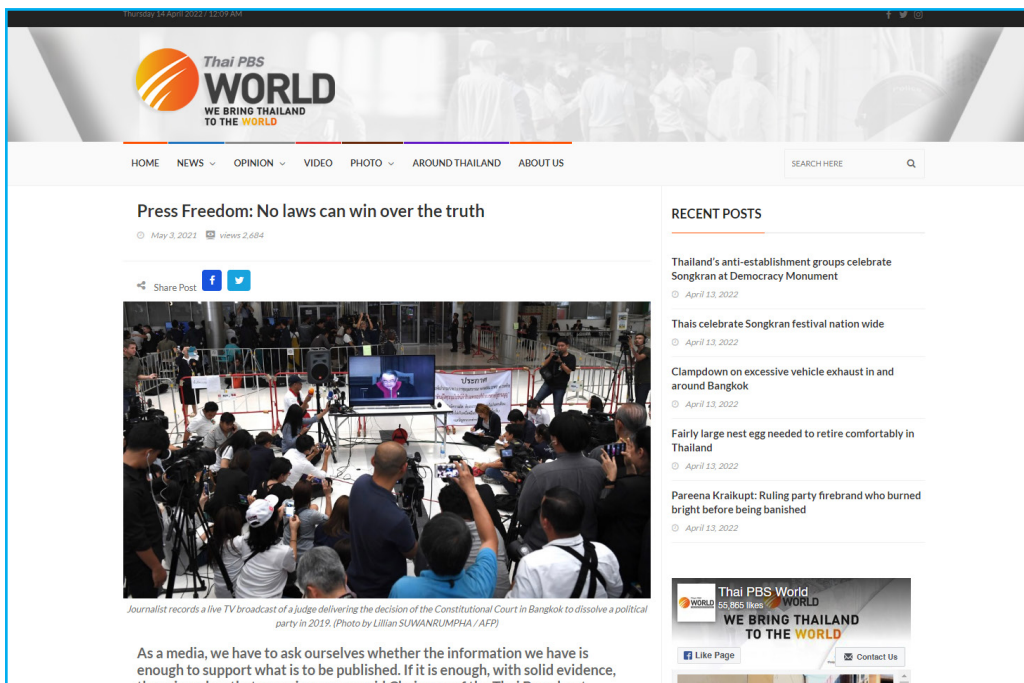 Thursday 14 April 2022 / 12:09 AM
Thai PBS
WORLD
WE BRING THAILAND
TO THE WORLD
HOME NEWS OPINION VIDEO PHOTO AROUND THAILAND ABOUT US
SEARCH HERE
Press Freedom: No laws can win over the truth
May 3, 2021 views 2,684
Share Post
ประกาศ
Journalist records a live TV broadcast of a judge delivering the decision of the Constitutional Court in Bangkok to dissolve a political
party in 2019. (Photo by Lillian SUWANRUMPHA / AFP)
As a media, we have to ask ourselves whether the information we have is
enough to support what is to be published. If it is enough, with solid evidence,
RECENT POSTS
Thailand's anti-establishment groups celebrate
Songkran at Democracy Monument
April 13, 2022
Thais celebrate Songkran festival nation wide
April 13, 2022
Clampdown on excessive vehicle exhaust in and
around Bangkok
April 13, 2022
Fairly large nest egg needed to retire comfortably in
Thailand
April 13, 2022
Pareena Kraikupt: Ruling party firebrand who burned
bright before being banished
April 13, 2022
WORLD
Thai PBS World
55,865 likes
WORLD
WE BRING THAILAND
TO THE WORLD
Like Page
Contact Us